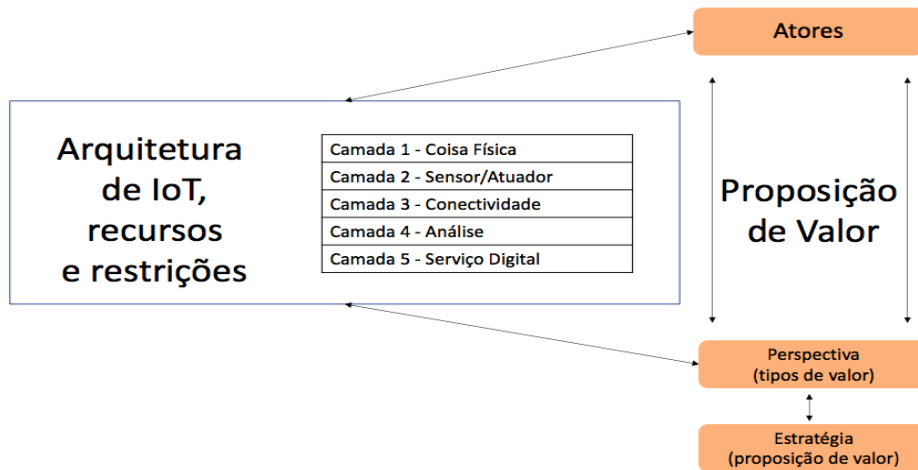 Atores
Arquitetura
de IoT,
recursos
e restrições
Camada 1 - Coisa Física
Camada 2 - Sensor/Atuador
Camada 3 - Conectividade
Camada 4 - Análise
Camada 5 - Serviço Digital
Proposição
de Valor
Perspectiva
(tipos de valor)
Estratégia
(proposição de valor)